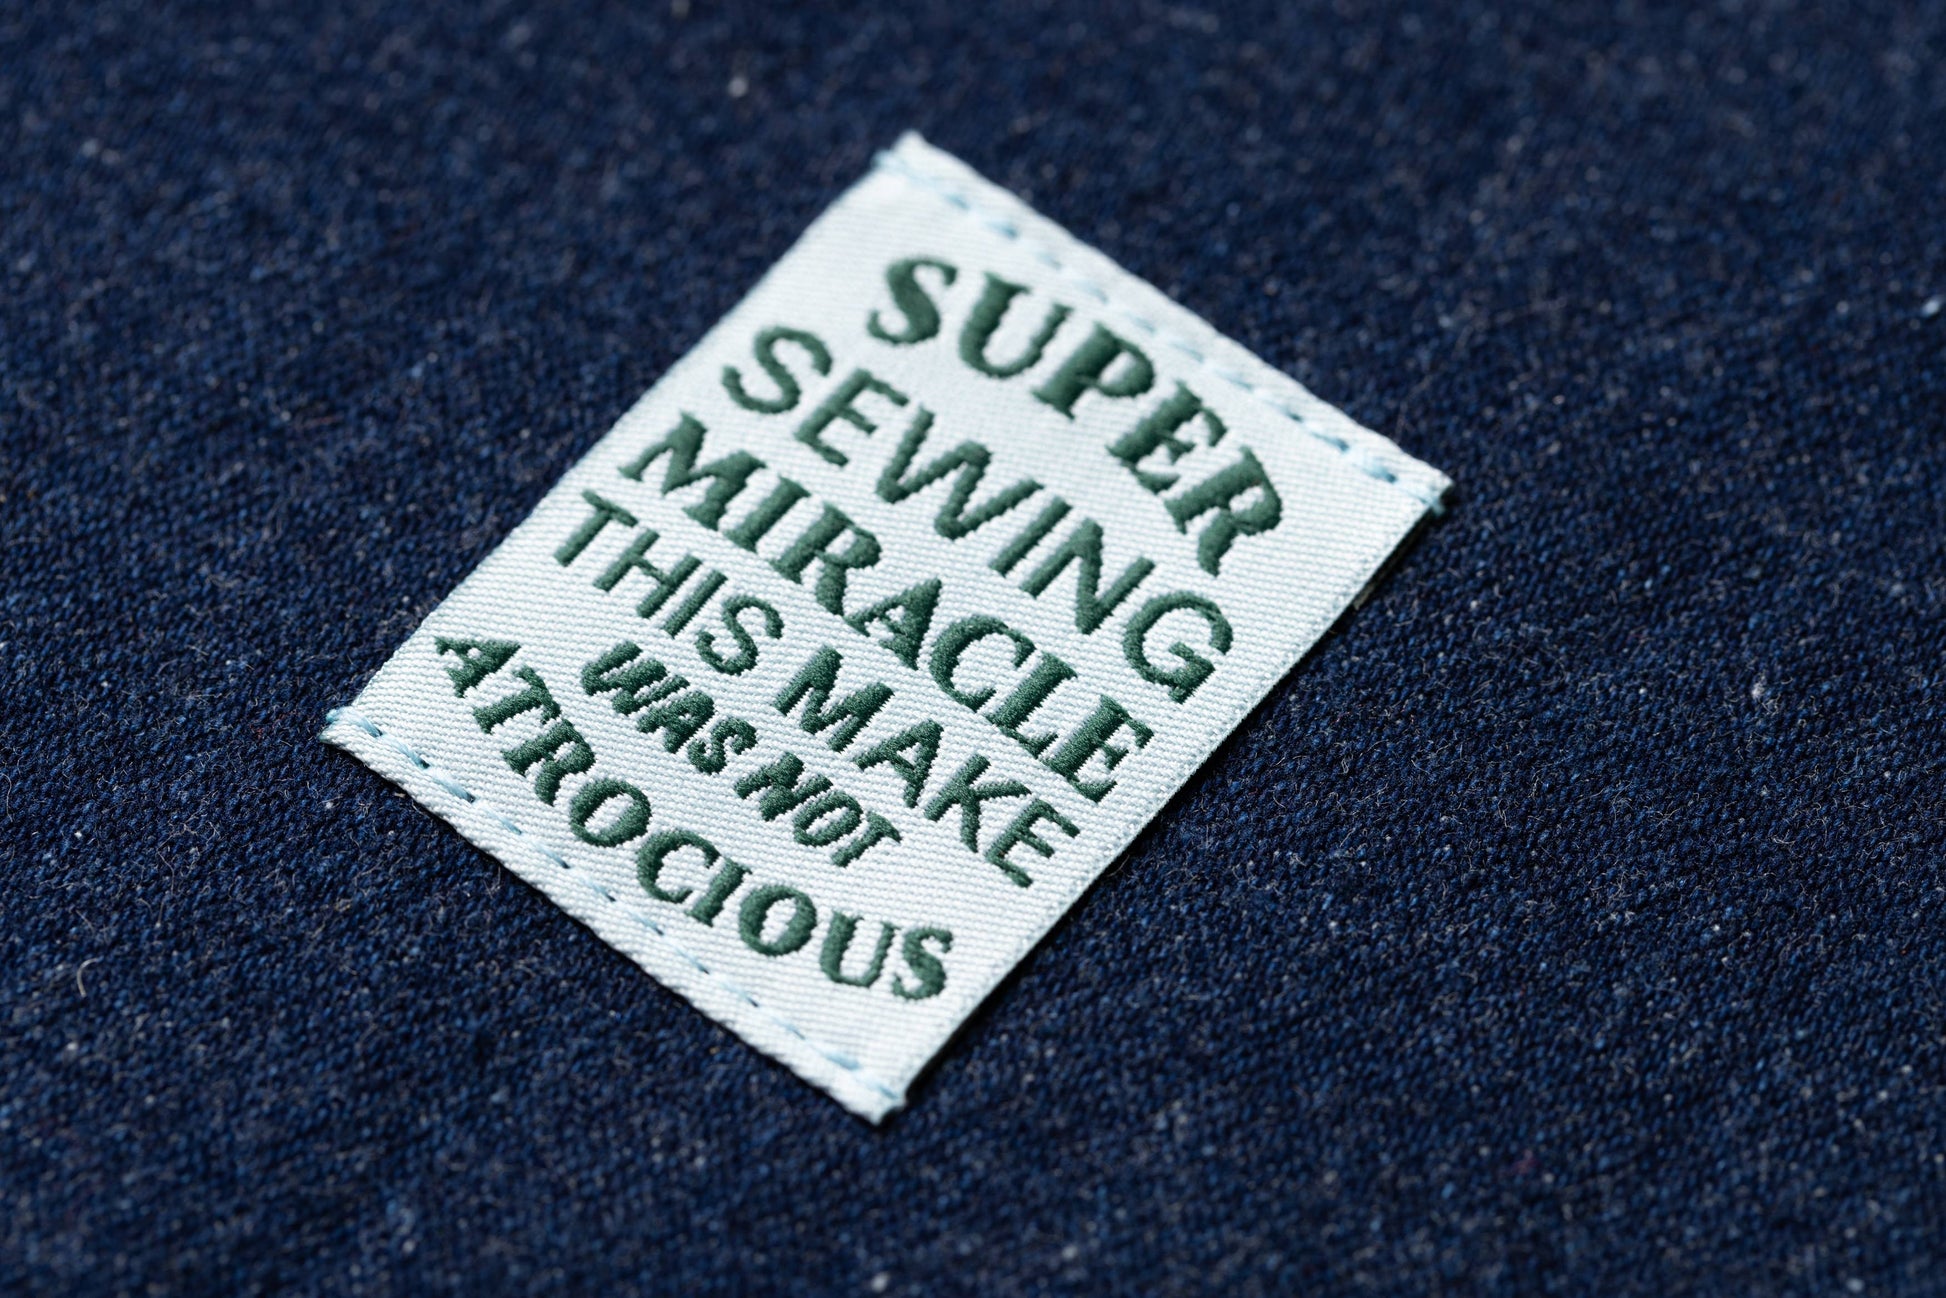 SUPER
SEWING
MIRACLE
THIS MAKE
WAS NOT
ATROCIOUS